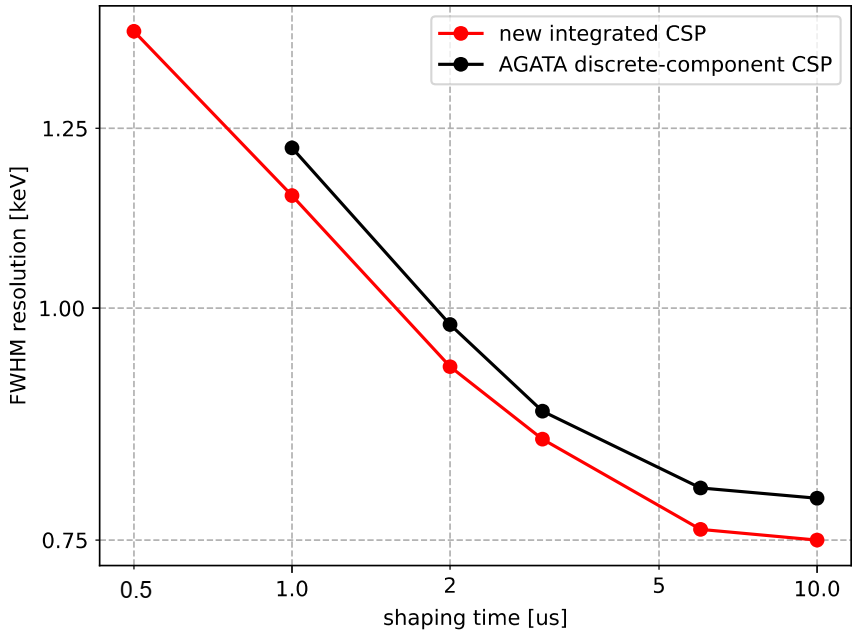 new integrated CSP
AGATA discrete-component CSP
1.25
1.00
0.75
FWHM resolution [keV]
0.5
1.0
2
5
10.0
shaping time [us]